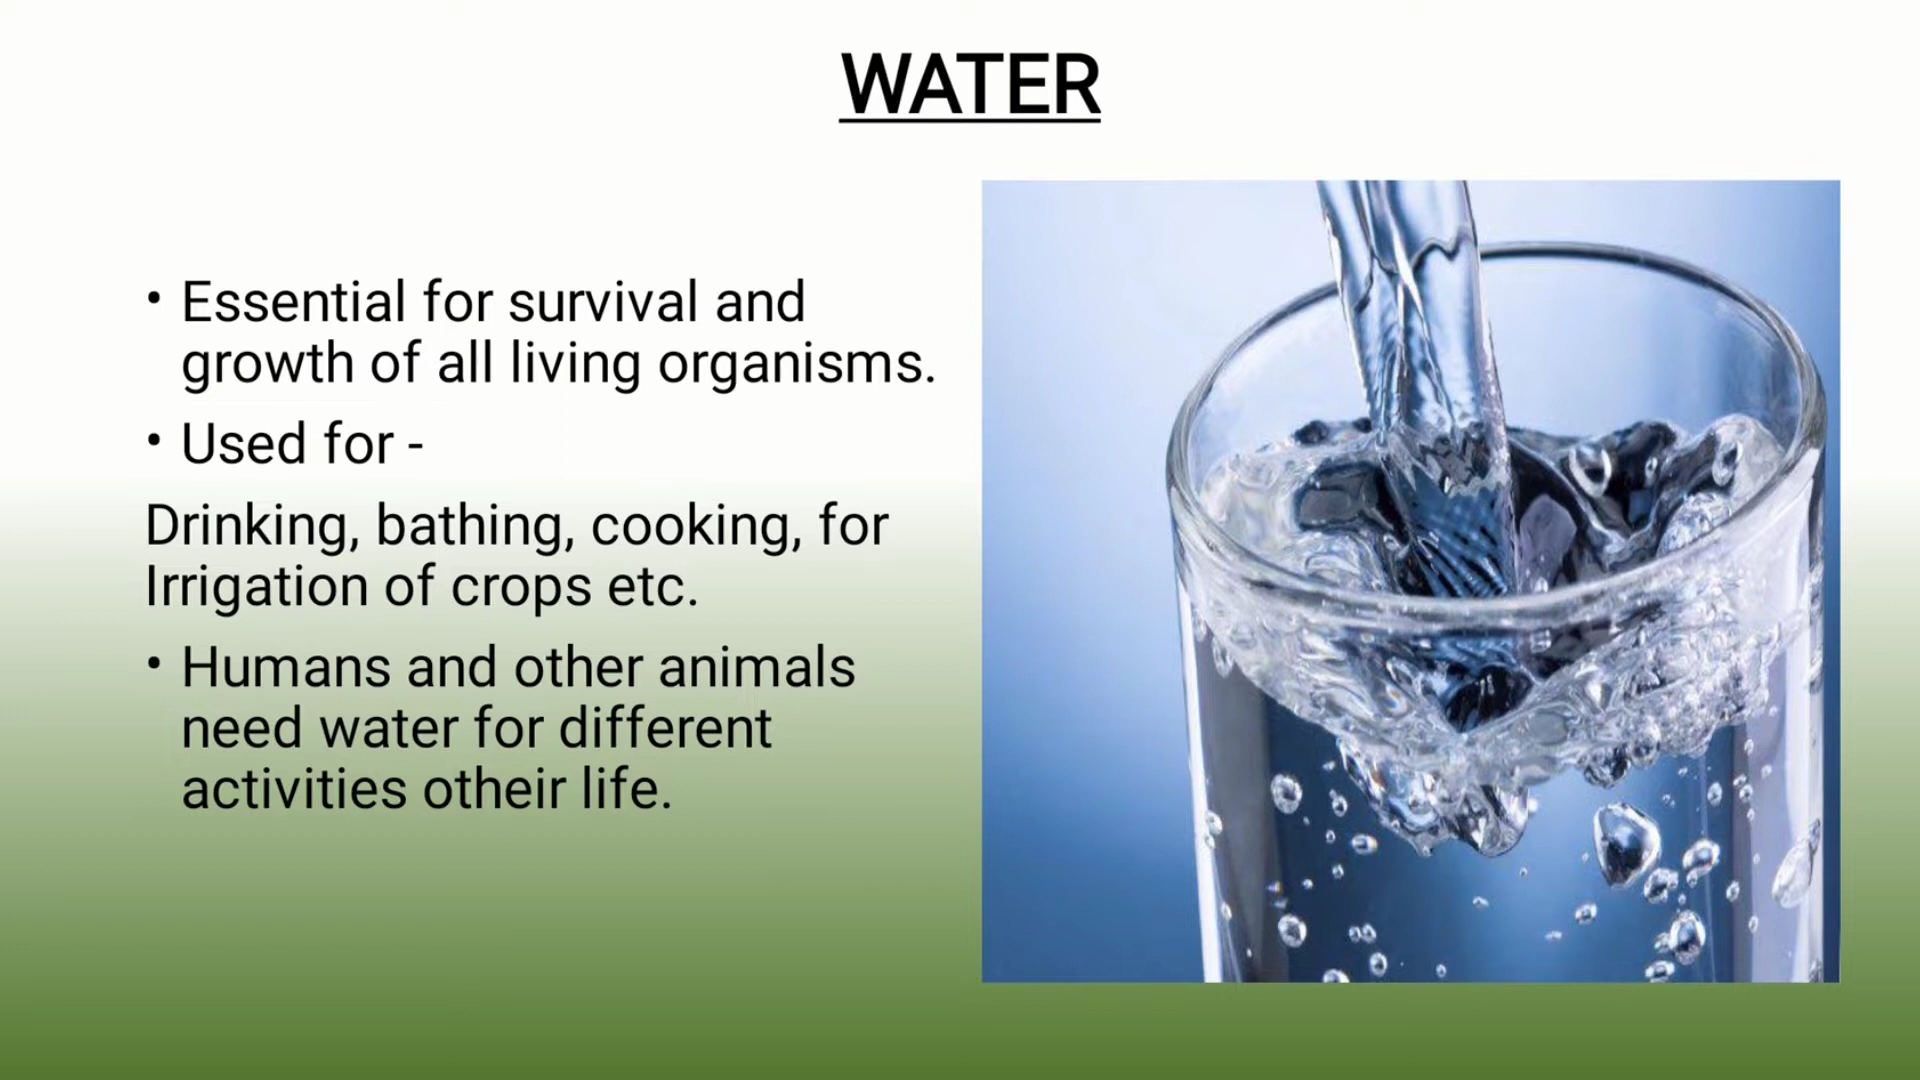 WATER
• Essential for survival and
growth of all living organisms.
• Used for -
Drinking, bathing, cooking, for
Irrigation of crops etc.
• Humans and other animals
need water for different
activities otheir life.